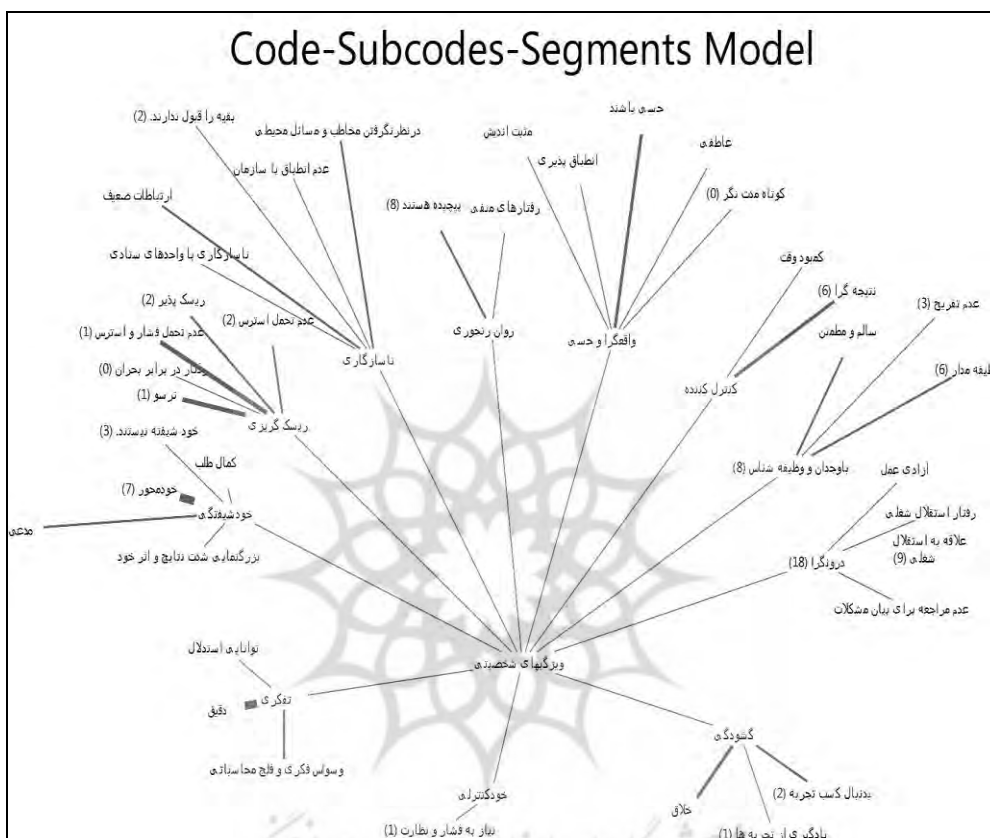 Code-Subcodes-Segments Model
حسی باشند
بقیه را قبول ندارند. (2)
درنظرنگرفتن مخاطب و مسائل محیطی
مثبت اندیش
عاطفی
انطباق پذیری
عدم انطباق با سازمان
کوتاه مدت نگر (0)
ارتباطات ضعیف
پیچیده هستند (8)
رفتارهای منفی
ناسازگاری با واحدهای ستادی
کمبود وقت
نتیجه گرا (6)
ریسک پذیر (2)
عدم تحمل استرس (2)
عدم تفریح (3)
عدم تحمل فشار و استرس (1)
روان رنجوری
واقعگرا و حسی
سالم و مطمئن
ناسازگاری
رفتار در برابر بحران (0)
کنترل کننده
وظیفه مدار (6)
ترسو (1)
ریسک گریزی
خود شیفته نیستند. (3)
کمال طلب
باوجدان و وظیفه شناس (8)
آزادی عمل
خودمحور (7)
خودشیفتگی
رفتار استقلال شغلی
مدعی
علاقه به استقلال
شغلی (9)
بزرگنمایی شدت نتایج و اثر خود
درونگرا (18)
عدم مراجعه برای بیان مشکلات
توانایی استدلال
ویژگیهای شخصیتی
تفکری
دقیق
گشودگی
وسواس فکری و فلج محاسباتی
خودکنترلی
بدنبال کسب تجربه (2)
خلاق
نیاز به فشار و نظارت (1)
یادگیری از تجربه ها (1)...